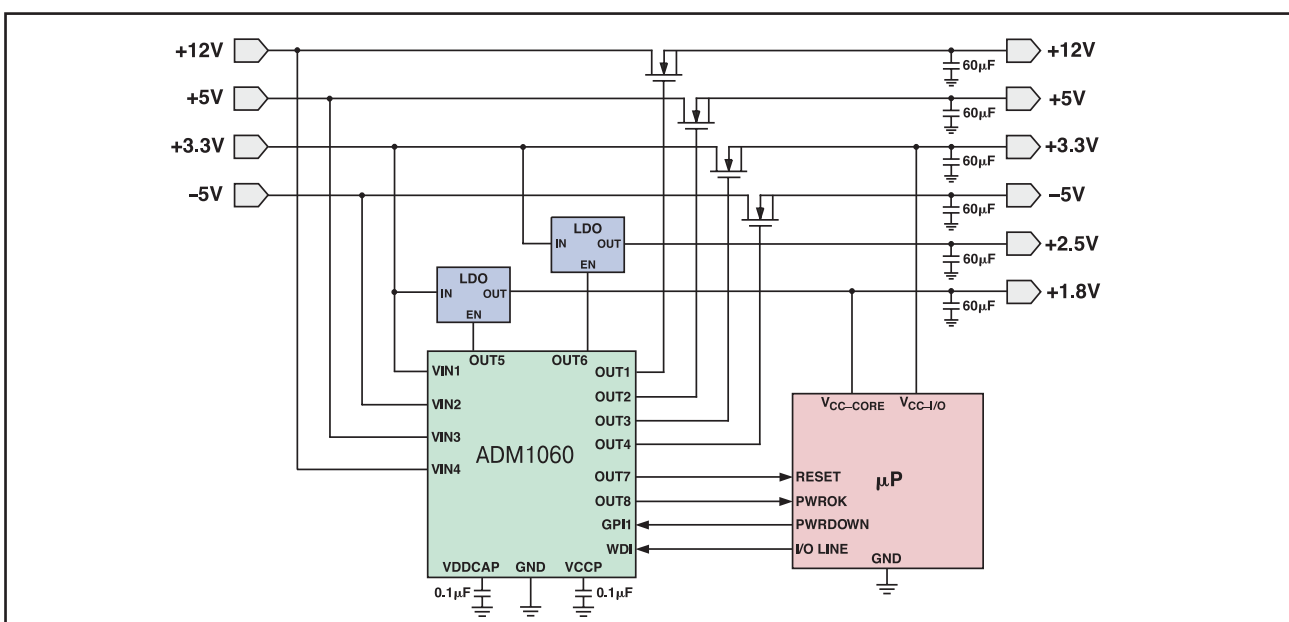 +12V
+12V
60µF
+5V
+5V
60µF
+3.3V
+3.3V
60µF
–5V
–5V
60µF
LDO
IN
OUT
EN
+2.5V
60µF
LDO
IN
OUT
EN
+1.8V
60µF
OUT5
OUT6
VIN1
VIN2
VIN3
VIN4
ADM1060
OUT1
OUT2
OUT3
OUT4
OUT7
OUT8
GPI1
WDI
VDDCAP
GND
VCCP
0.1µF
0.1µF
VCC–CORE
VCC–I/O
RESET
PWROK
PWRDOWN
I/O LINE
µP
GND